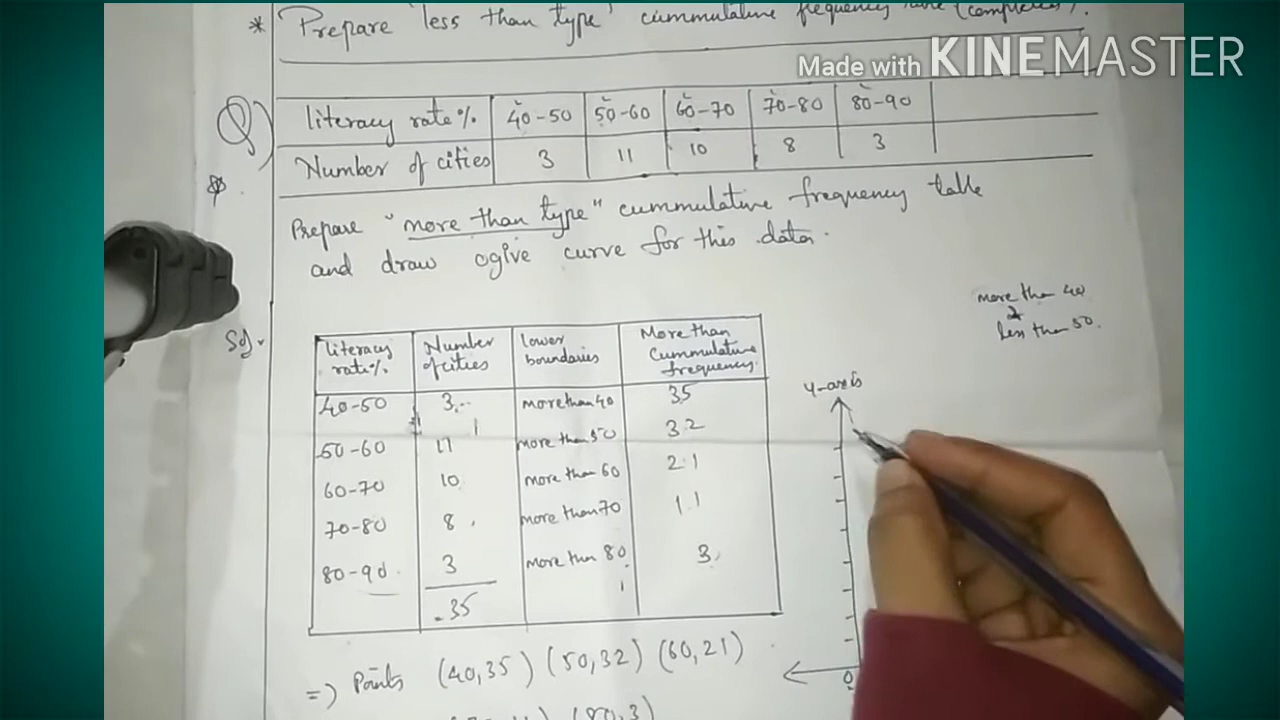 * Prepare "less than type" cummulative frequency
Made with KINEMASTER
Q)
literacy rate% 40-50 50-60 60-70 70-80 80-90
Number of cities 3 11 10 8 3
*
Prepare "more than type" cummulative frequency table
and draw ogive curve for this data.
more than 40
&
less than 50.
Sol.
literacy rate% Number of cities lower boundaries More than cummulative frequency
40-50 3 more than 40 35
50-60 11 more than 50 32
60-70 10 more than 60 21
70-80 8 more than 70 11
80-90 3 more than 80 3
35
Y-axis
=) Points (40,35) (50,32) (60,21)
(80,3)
0